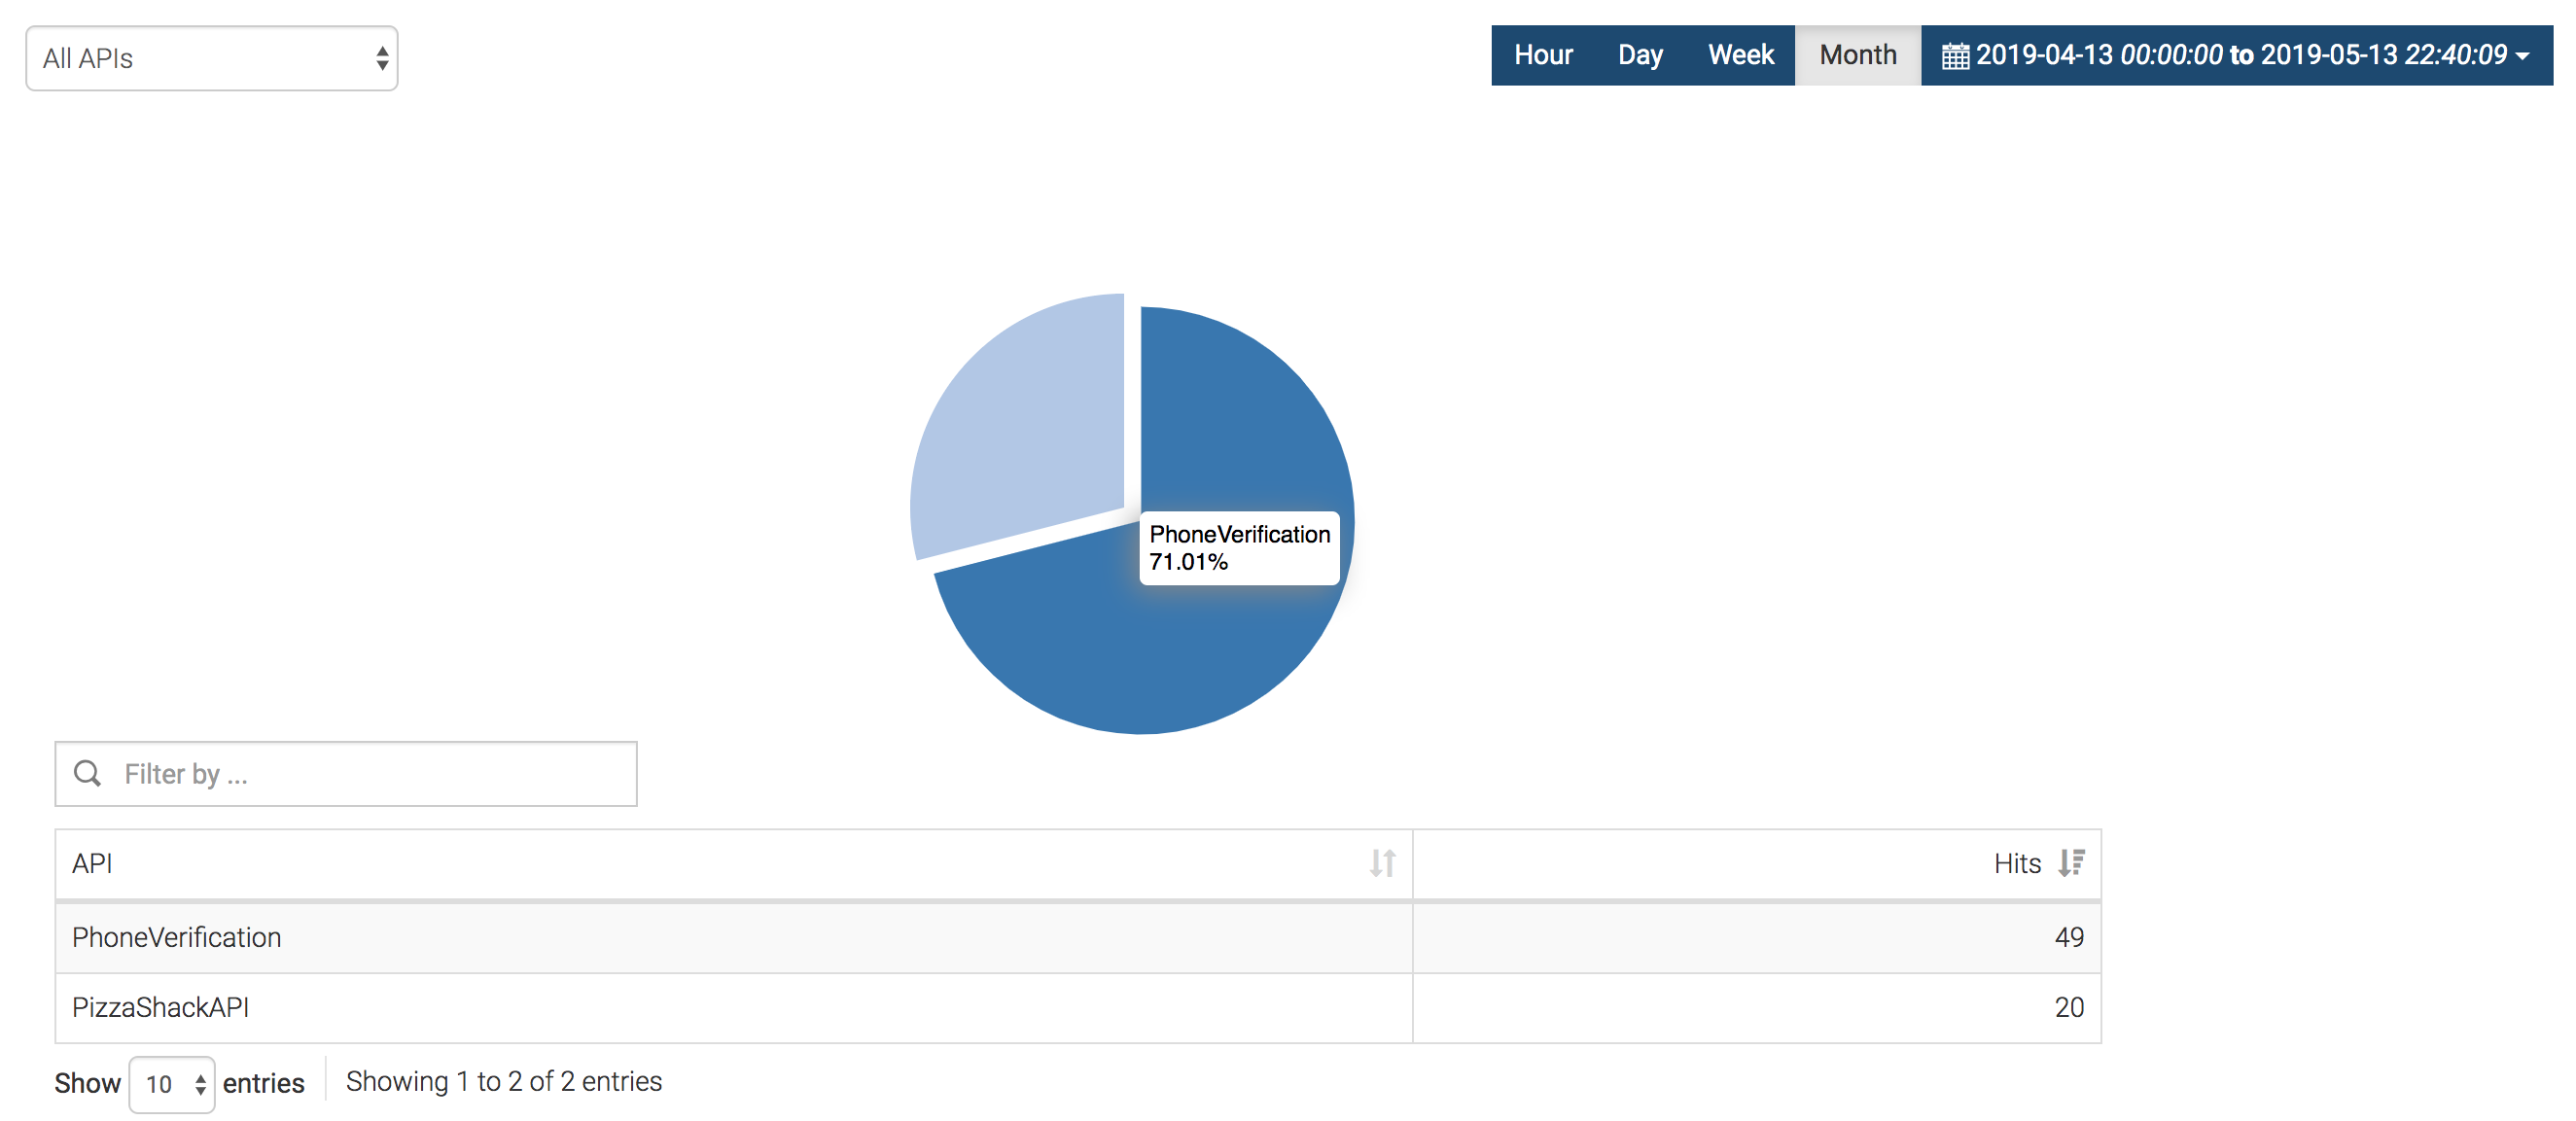 All APIs
Hour Day Week Month 2019-04-13 00:00:00 to 2019-05-13 22:40:09
PhoneVerification
71.01%
Filter by ...
API Hits
PhoneVerification 49
PizzaShackAPI 20
Show 10 entries Showing 1 to 2 of 2 entries